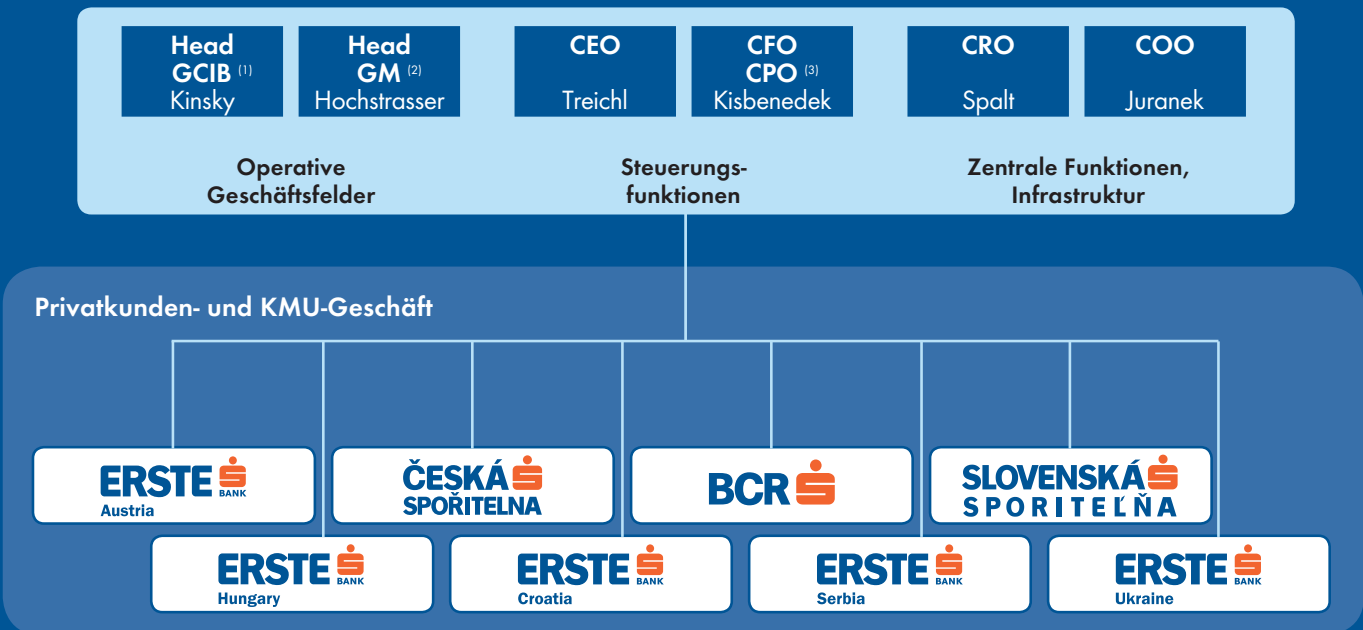 Head
GCIB (1)
Kinsky
Head
GM (2)
Hochstrasser
CEO
Treichl
CFO
CPO (3)
Kisbenedek
CRO
Spalt
COO
Juranek
Operative
Geschäftsfelder
Steuerungs-
funktionen
Zentrale Funktionen,
Infrastruktur
Privatkunden- und KMU-Geschäft
ERSTE
BANK
Austria
ČESKÁ
SPOŘITELNA
BCR
SLOVENSKÁ
SPORITEĽŇA
ERSTE
BANK
Hungary
ERSTE
BANK
Croatia
ERSTE
BANK
Serbia
ERSTE
BANK
Ukraine